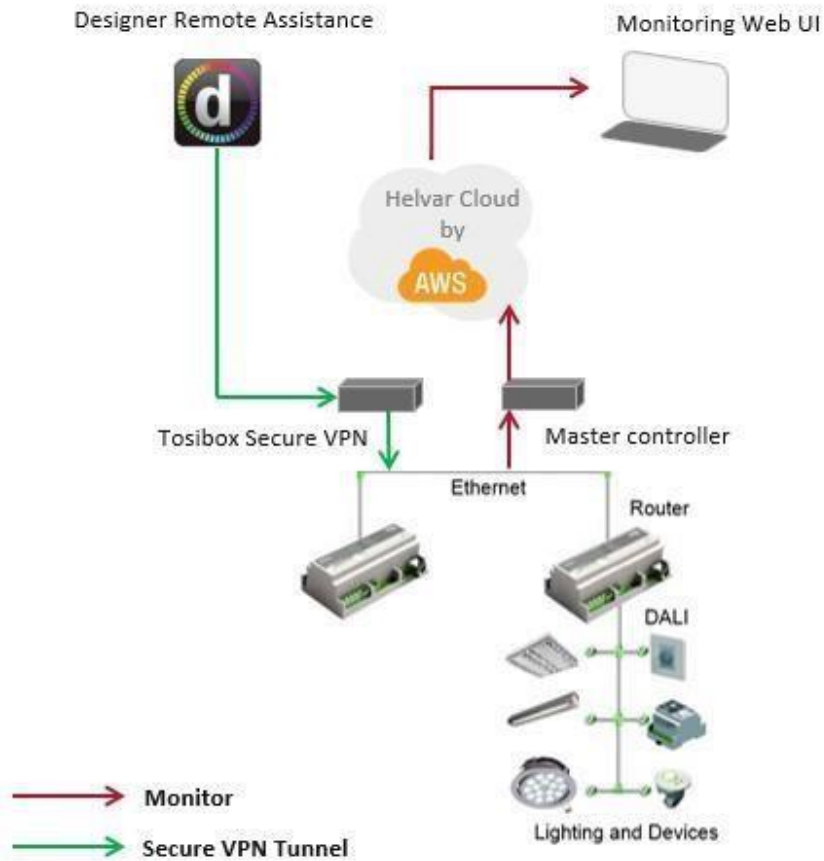 Designer Remote Assistance
Monitoring Web UI
d
Helvar Cloud
by
AWS
Tosibox Secure VPN
Master controller
Ethernet
Router
DALI
Lighting and Devices
Monitor
Secure VPN Tunnel